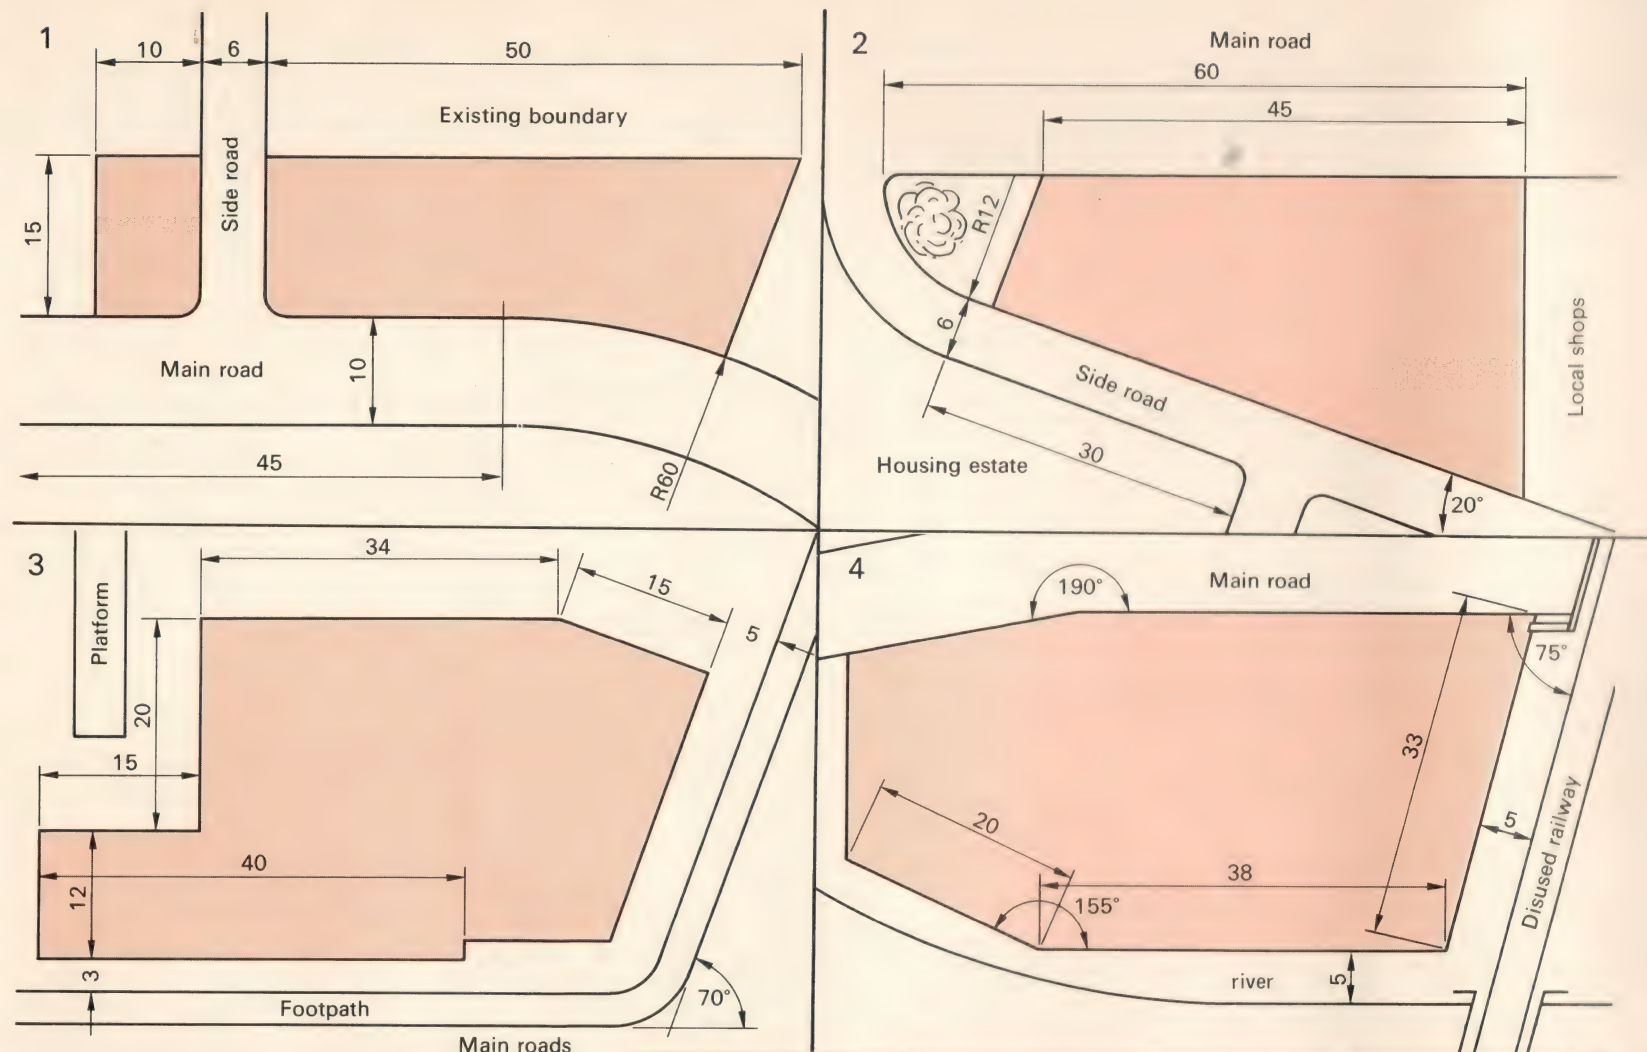 1
10
6
50
Existing boundary
Side road
15
Main road
10
45
R60
2
Main road
60
45
R12
6
Side road
30
Housing estate
20°
Local shops
3
Platform
34
15
5
20
15
40
12
3
Footpath
70°
Main roads
4
190°
Main road
75°
33
20
38
155°
5
Disused railway
river
5